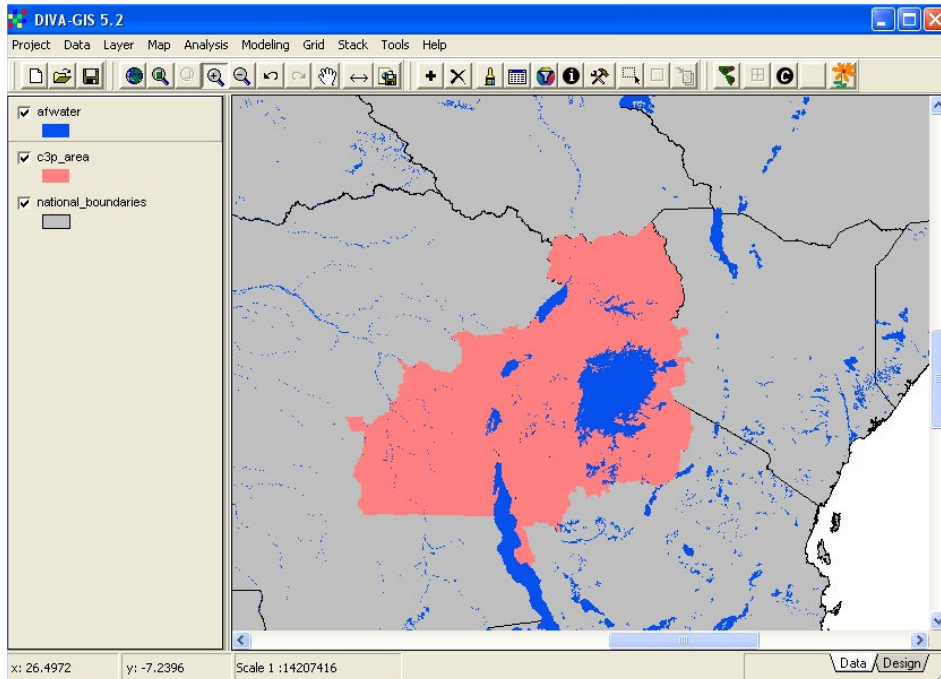 DIVA-GIS 5.2
Project Data Layer Map Analysis Modeling Grid Stack Tools Help
afwater
c3p_area
national_boundaries
x: 26.4972 y: -7.2396 Scale 1 :14207416 Data Design